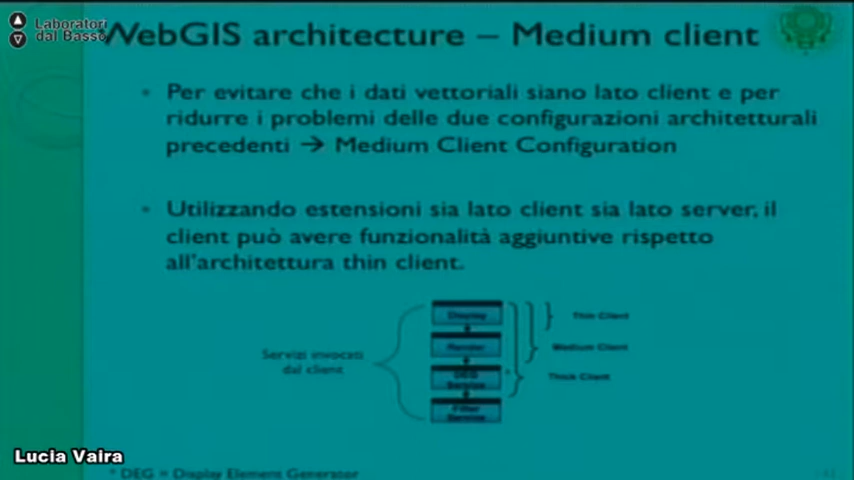 Laboratori
dal Basso
WebGIS architecture – Medium client
Per evitare che i dati vettoriali siano lato client e per
ridurre i problemi delle due configurazioni architetturali
precedenti → Medium Client Configuration
Utilizzando estensioni sia lato client sia lato server, il
client può avere funzionalità aggiuntive rispetto
all'architettura thin client.
Display
Thin Client
Render
Medium Client
Servizi invocati
dal client
DEG
Service
Thick Client
Filter
Service
Lucia Vaira
* DEG = Display Element Generator